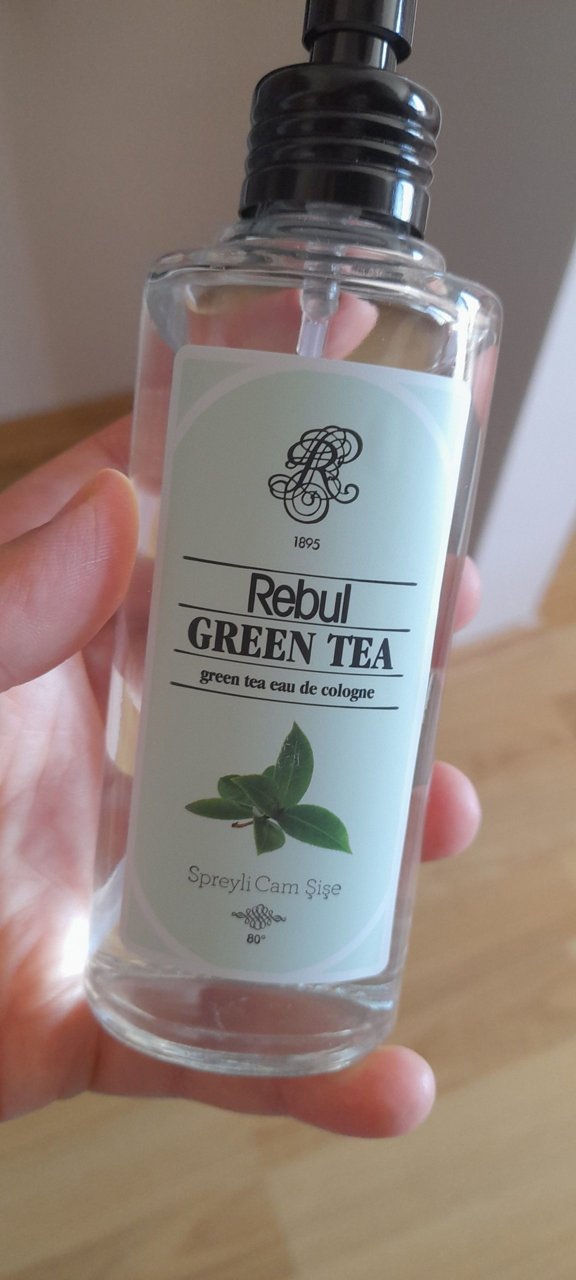 R
1895
Rebul
GREEN TEA
green tea eau de cologne
Spreyli Cam Şişe
80°